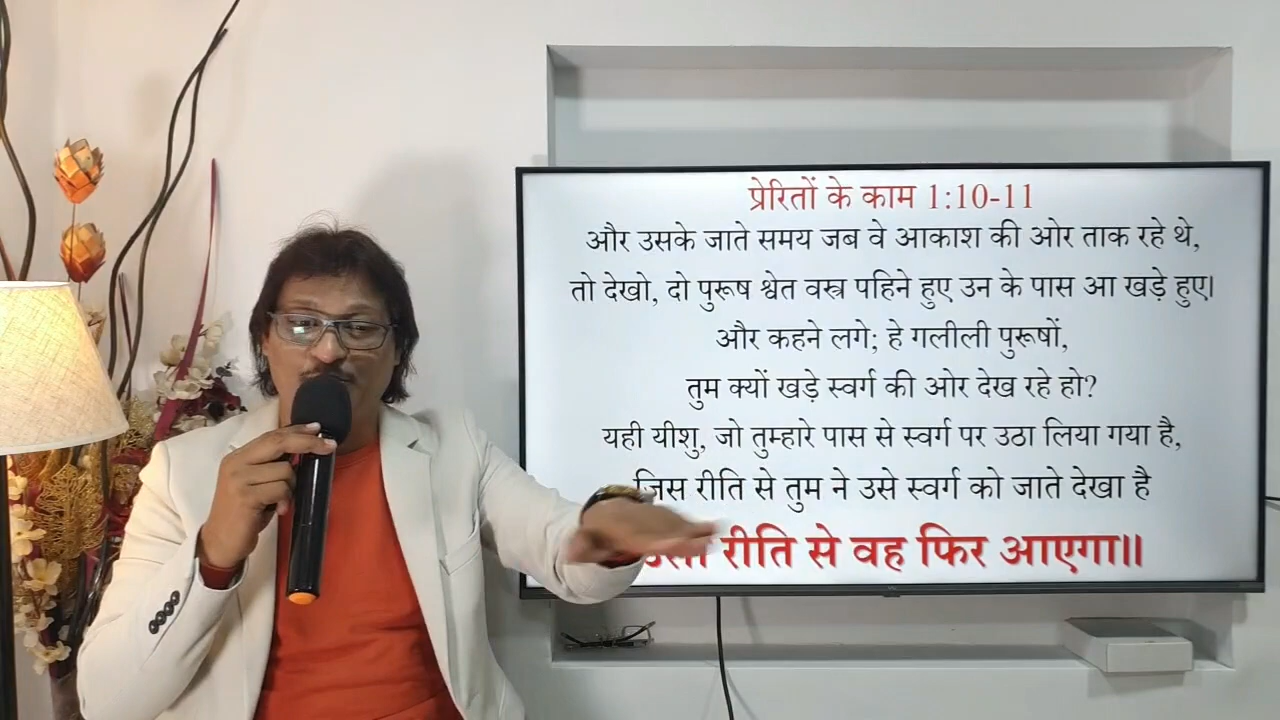 प्रेरितों के काम 1:10-11
और उसके जाते समय जब वे आकाश की ओर ताक रहे थे,
तो देखो, दो पुरूष श्वेत वस्त्र पहिने हुए उन के पास आ खड़े हुए।
और कहने लगे; हे गलीली पुरूषों,
तुम क्यों खड़े स्वर्ग की ओर देख रहे हो?
यही यीशु, जो तुम्हारे पास से स्वर्ग पर उठा लिया गया है,
जिस रीति से तुम ने उसे स्वर्ग को जाते देखा है
रीति से वह फिर आएगा॥